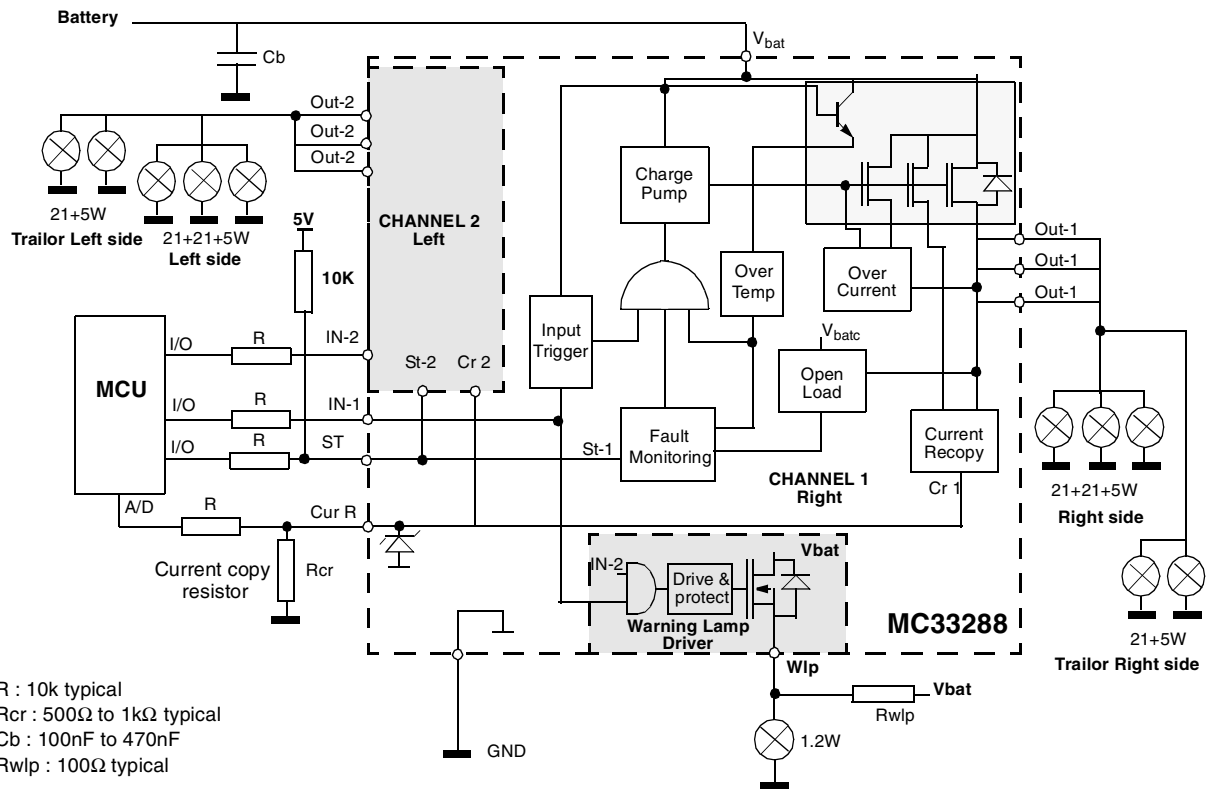 Battery
Vbat
Cb
Out-2
Out-2
Out-2
21+5W
Trailor Left side
21+21+5W
Left side
5V
10K
CHANNEL 2
Left
St-2
Cr 2
Charge
Pump
Over
Temp
Over
Current
Input
Trigger
Vbatc
Open
Load
Fault
Monitoring
Current
Recopy
Cr 1
CHANNEL 1
Right
Out-1
Out-1
Out-1
21+21+5W
Right side
21+5W
Trailor Right side
MCU
I/O
R
IN-2
I/O
R
IN-1
I/O
R
ST
St-1
A/D
R
Cur R
Current copy
resistor
Rcr
IN-2
Vbat
Drive &
protect
Warning Lamp
Driver
MC33288
Wlp
Vbat
Rwlp
1.2W
GND
R : 10k typical
Rcr : 500Ω to 1kΩ typical
Cb : 100nF to 470nF
Rwlp : 100Ω typical